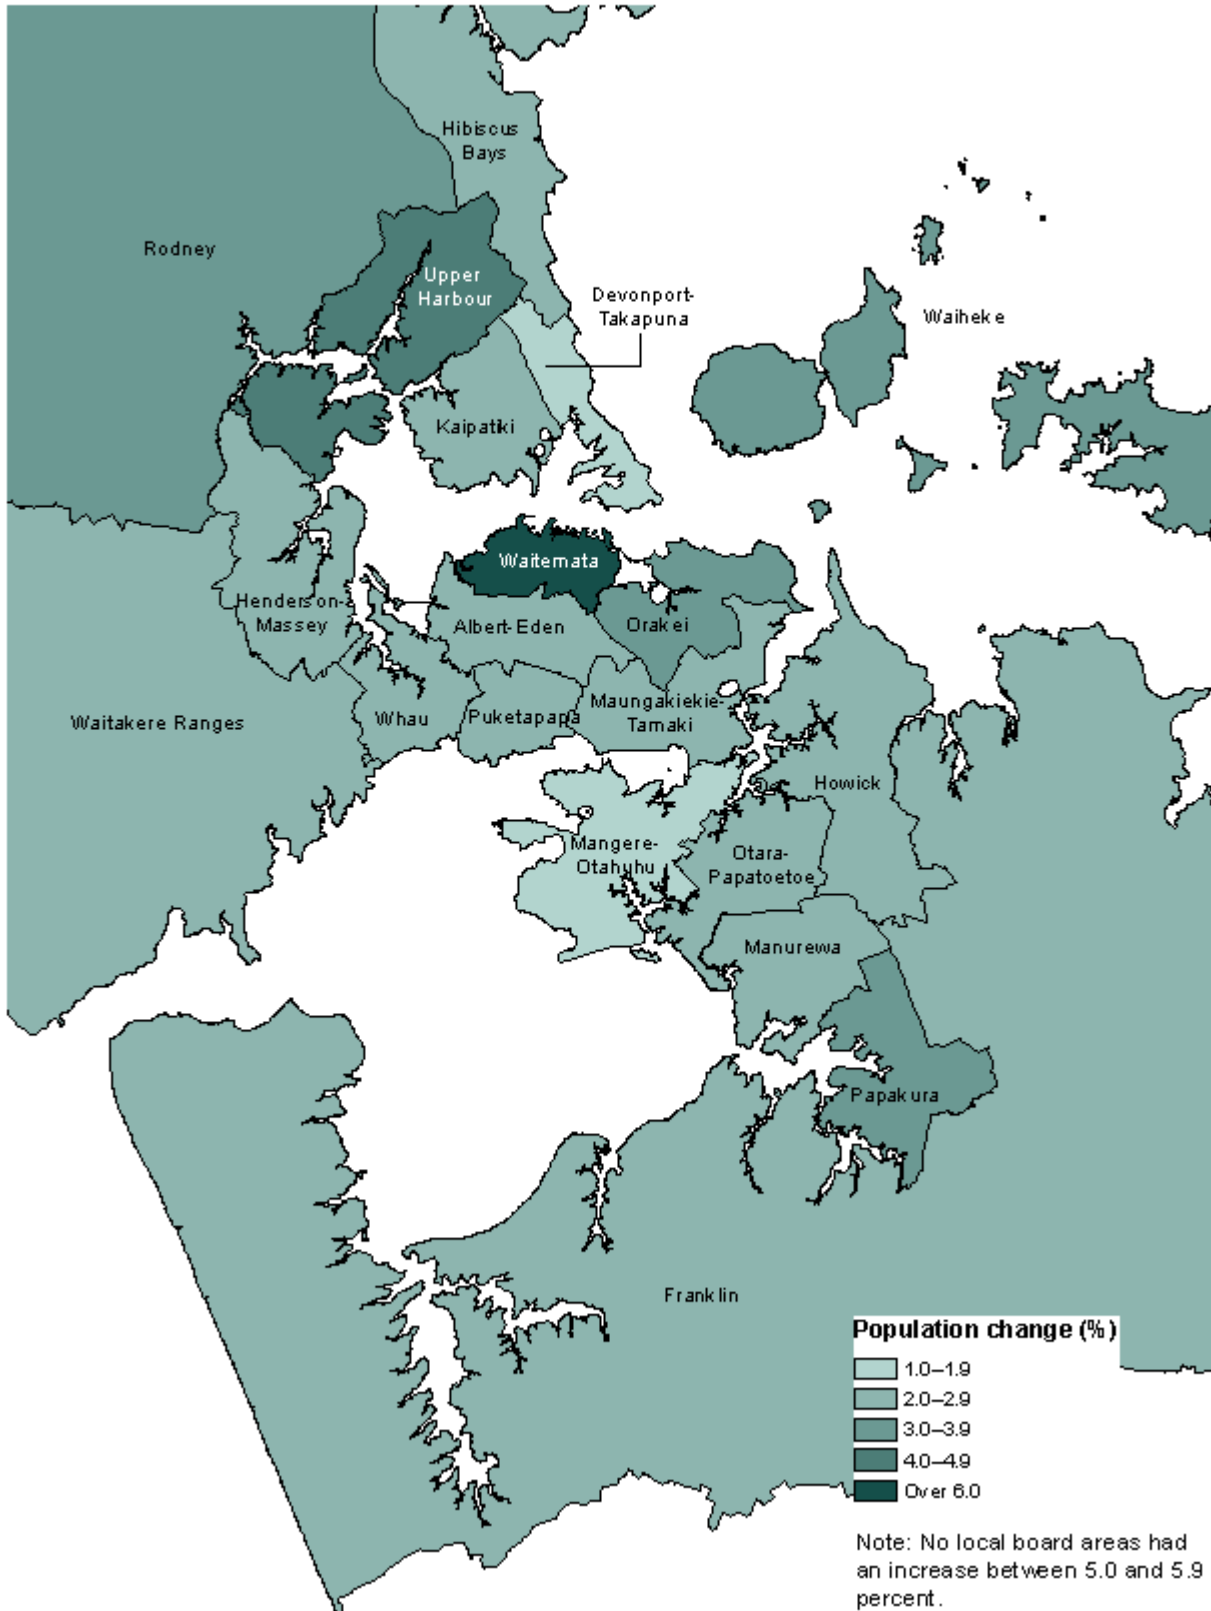 Hibiscus
Bays
Rodney
Upper
Harbour
Devonport-
Takapuna
Waiheke
Kaipatiki
Waitemata
Henderson-
Massey
Albert-Eden
Orakei
Waitakere Ranges
Whau
Puketapapa
Maungakiekie-
Tamaki
Howick
Mangere-
Otahuhu
Otara-
Papatoetoe
Manurewa
Papakura
Franklin
Population change (%)
1.0–1.9
2.0–2.9
3.0–3.9
4.0–4.9
Over 6.0
Note: No local board areas had
an increase between 5.0 and 5.9
percent.